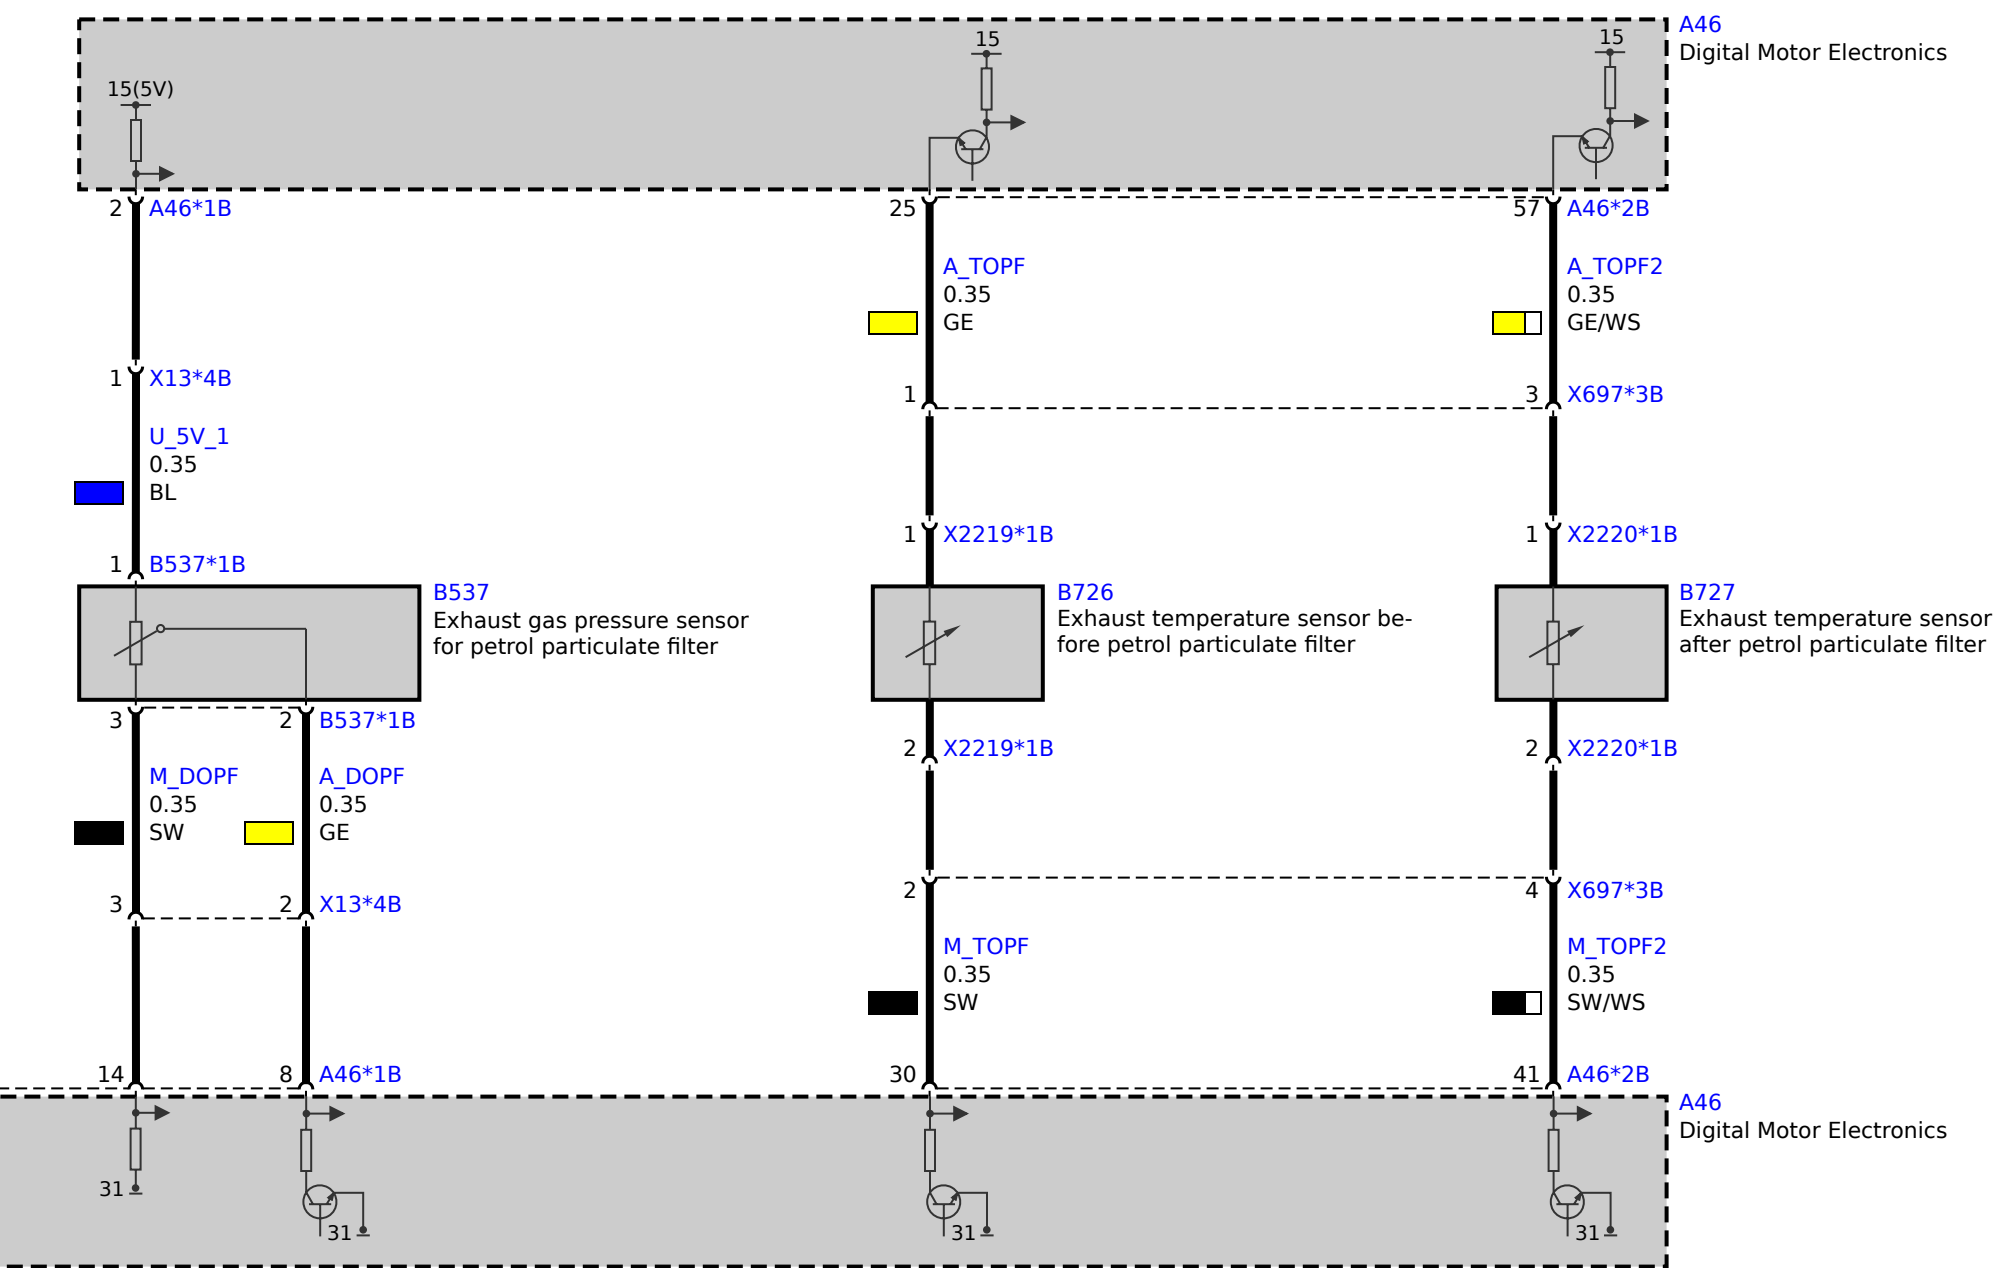 A46
Digital Motor Electronics
15(5V)
15
15
2 A46*1B
25
57 A46*2B
A_TOPF
0.35
GE
A_TOPF2
0.35
GE/WS
1 X13*4B
1
3 X697*3B
U_5V_1
0.35
BL
1 X2219*1B
1 X2220*1B
1 B537*1B
B537
Exhaust gas pressure sensor
for petrol particulate filter
B726
Exhaust temperature sensor be-
fore petrol particulate filter
B727
Exhaust temperature sensor
after petrol particulate filter
3
2 B537*1B
2 X2219*1B
2 X2220*1B
M_DOPF
0.35
SW
A_DOPF
0.35
GE
3
2 X13*4B
2
4 X697*3B
M_TOPF
0.35
SW
M_TOPF2
0.35
SW/WS
14
8 A46*1B
30
41 A46*2B
A46
Digital Motor Electronics
31
31
31
31